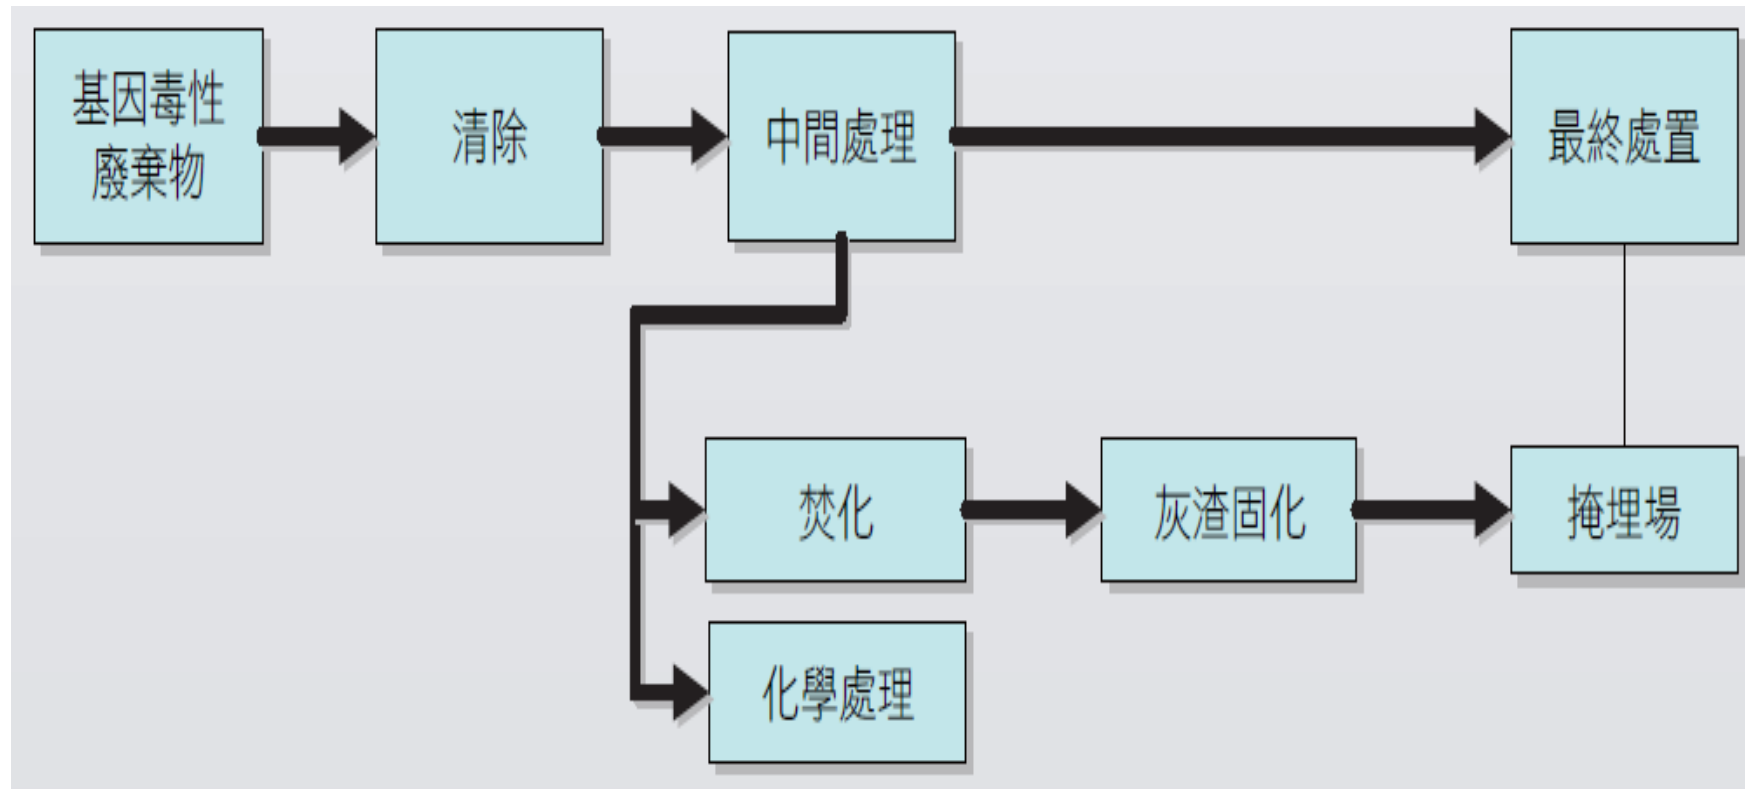 基因毒性
廢棄物
清除
中間處理
最終處置
焚化
灰渣固化
掩埋場
化學處理